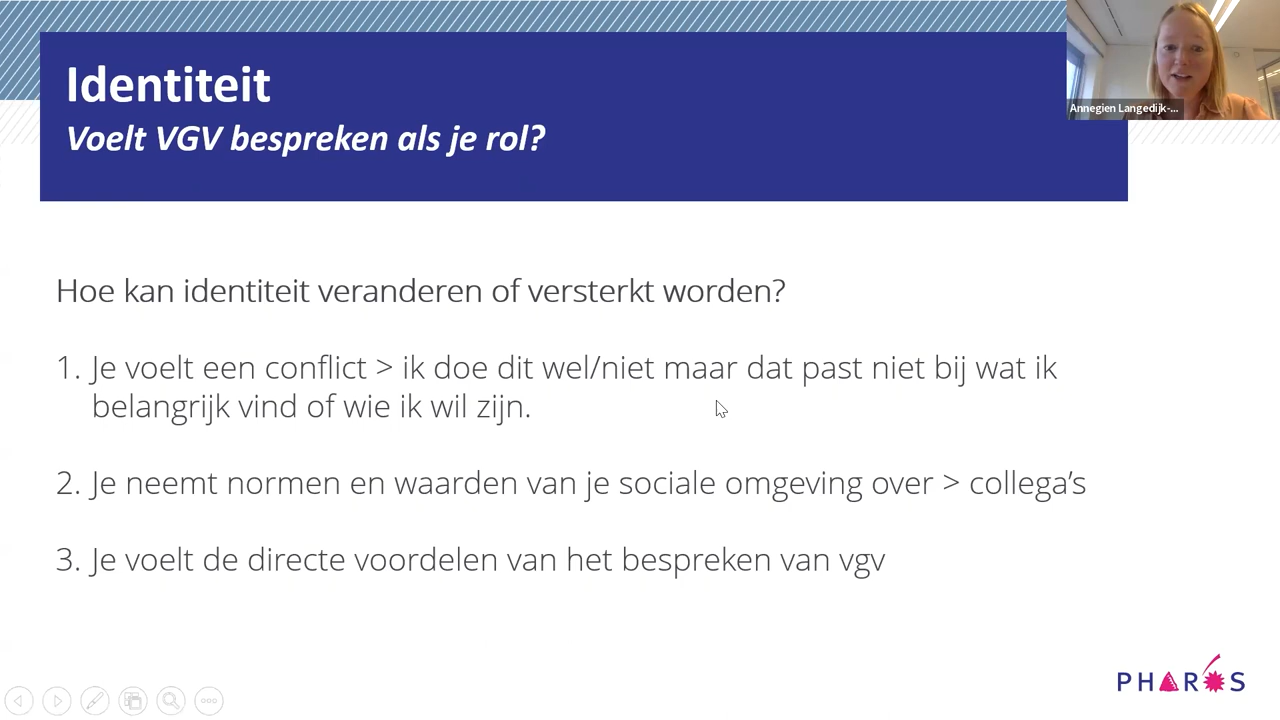 Identiteit
Voelt VGV bespreken als je rol?
Annegien Langedijk-...
Hoe kan identiteit veranderen of versterkt worden?
1. Je voelt een conflict > ik doe dit wel/niet maar dat past niet bij wat ik
belangrijk vind of wie ik wil zijn.
2. Je neemt normen en waarden van je sociale omgeving over > collega’s
3. Je voelt de directe voordelen van het bespreken van vgv
PHAROS